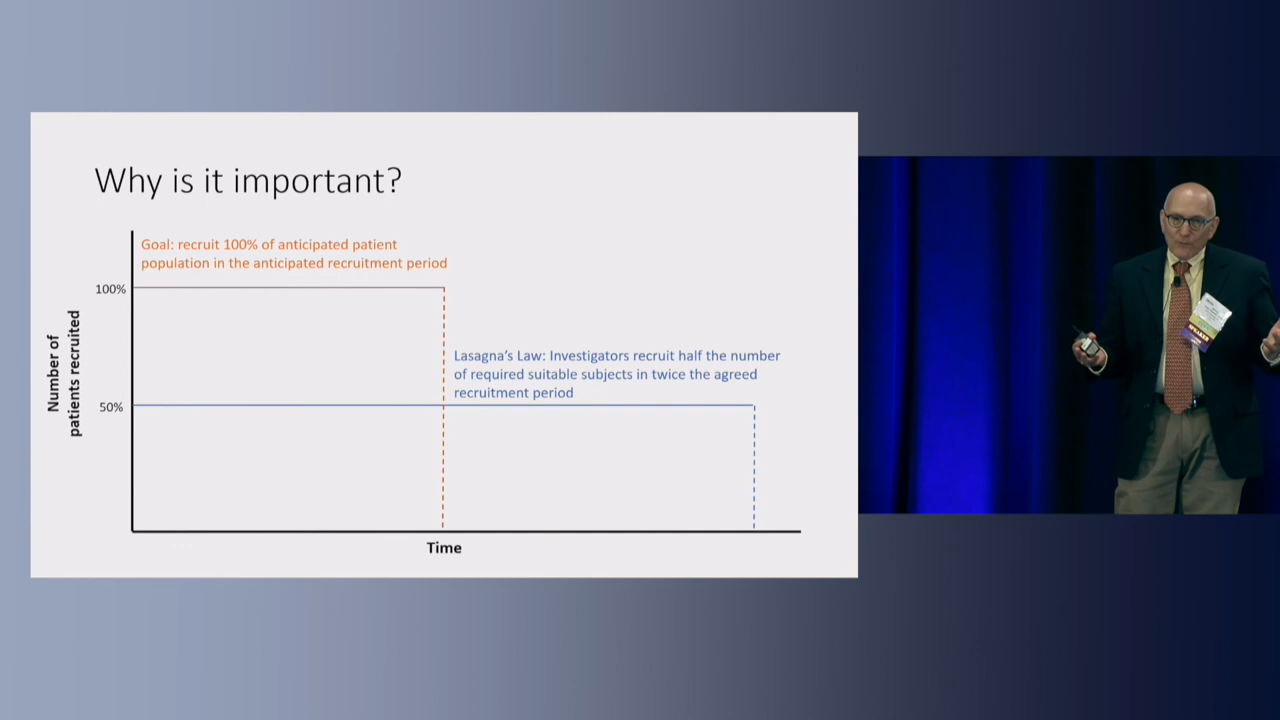 Why is it important?
Goal: recruit 100% of anticipated patient
population in the anticipated recruitment period
100%
Number of
patients recruited
Lasagna's Law: Investigators recruit half the number
of required suitable subjects in twice the agreed
recruitment period
50%
Time
SPEAKER